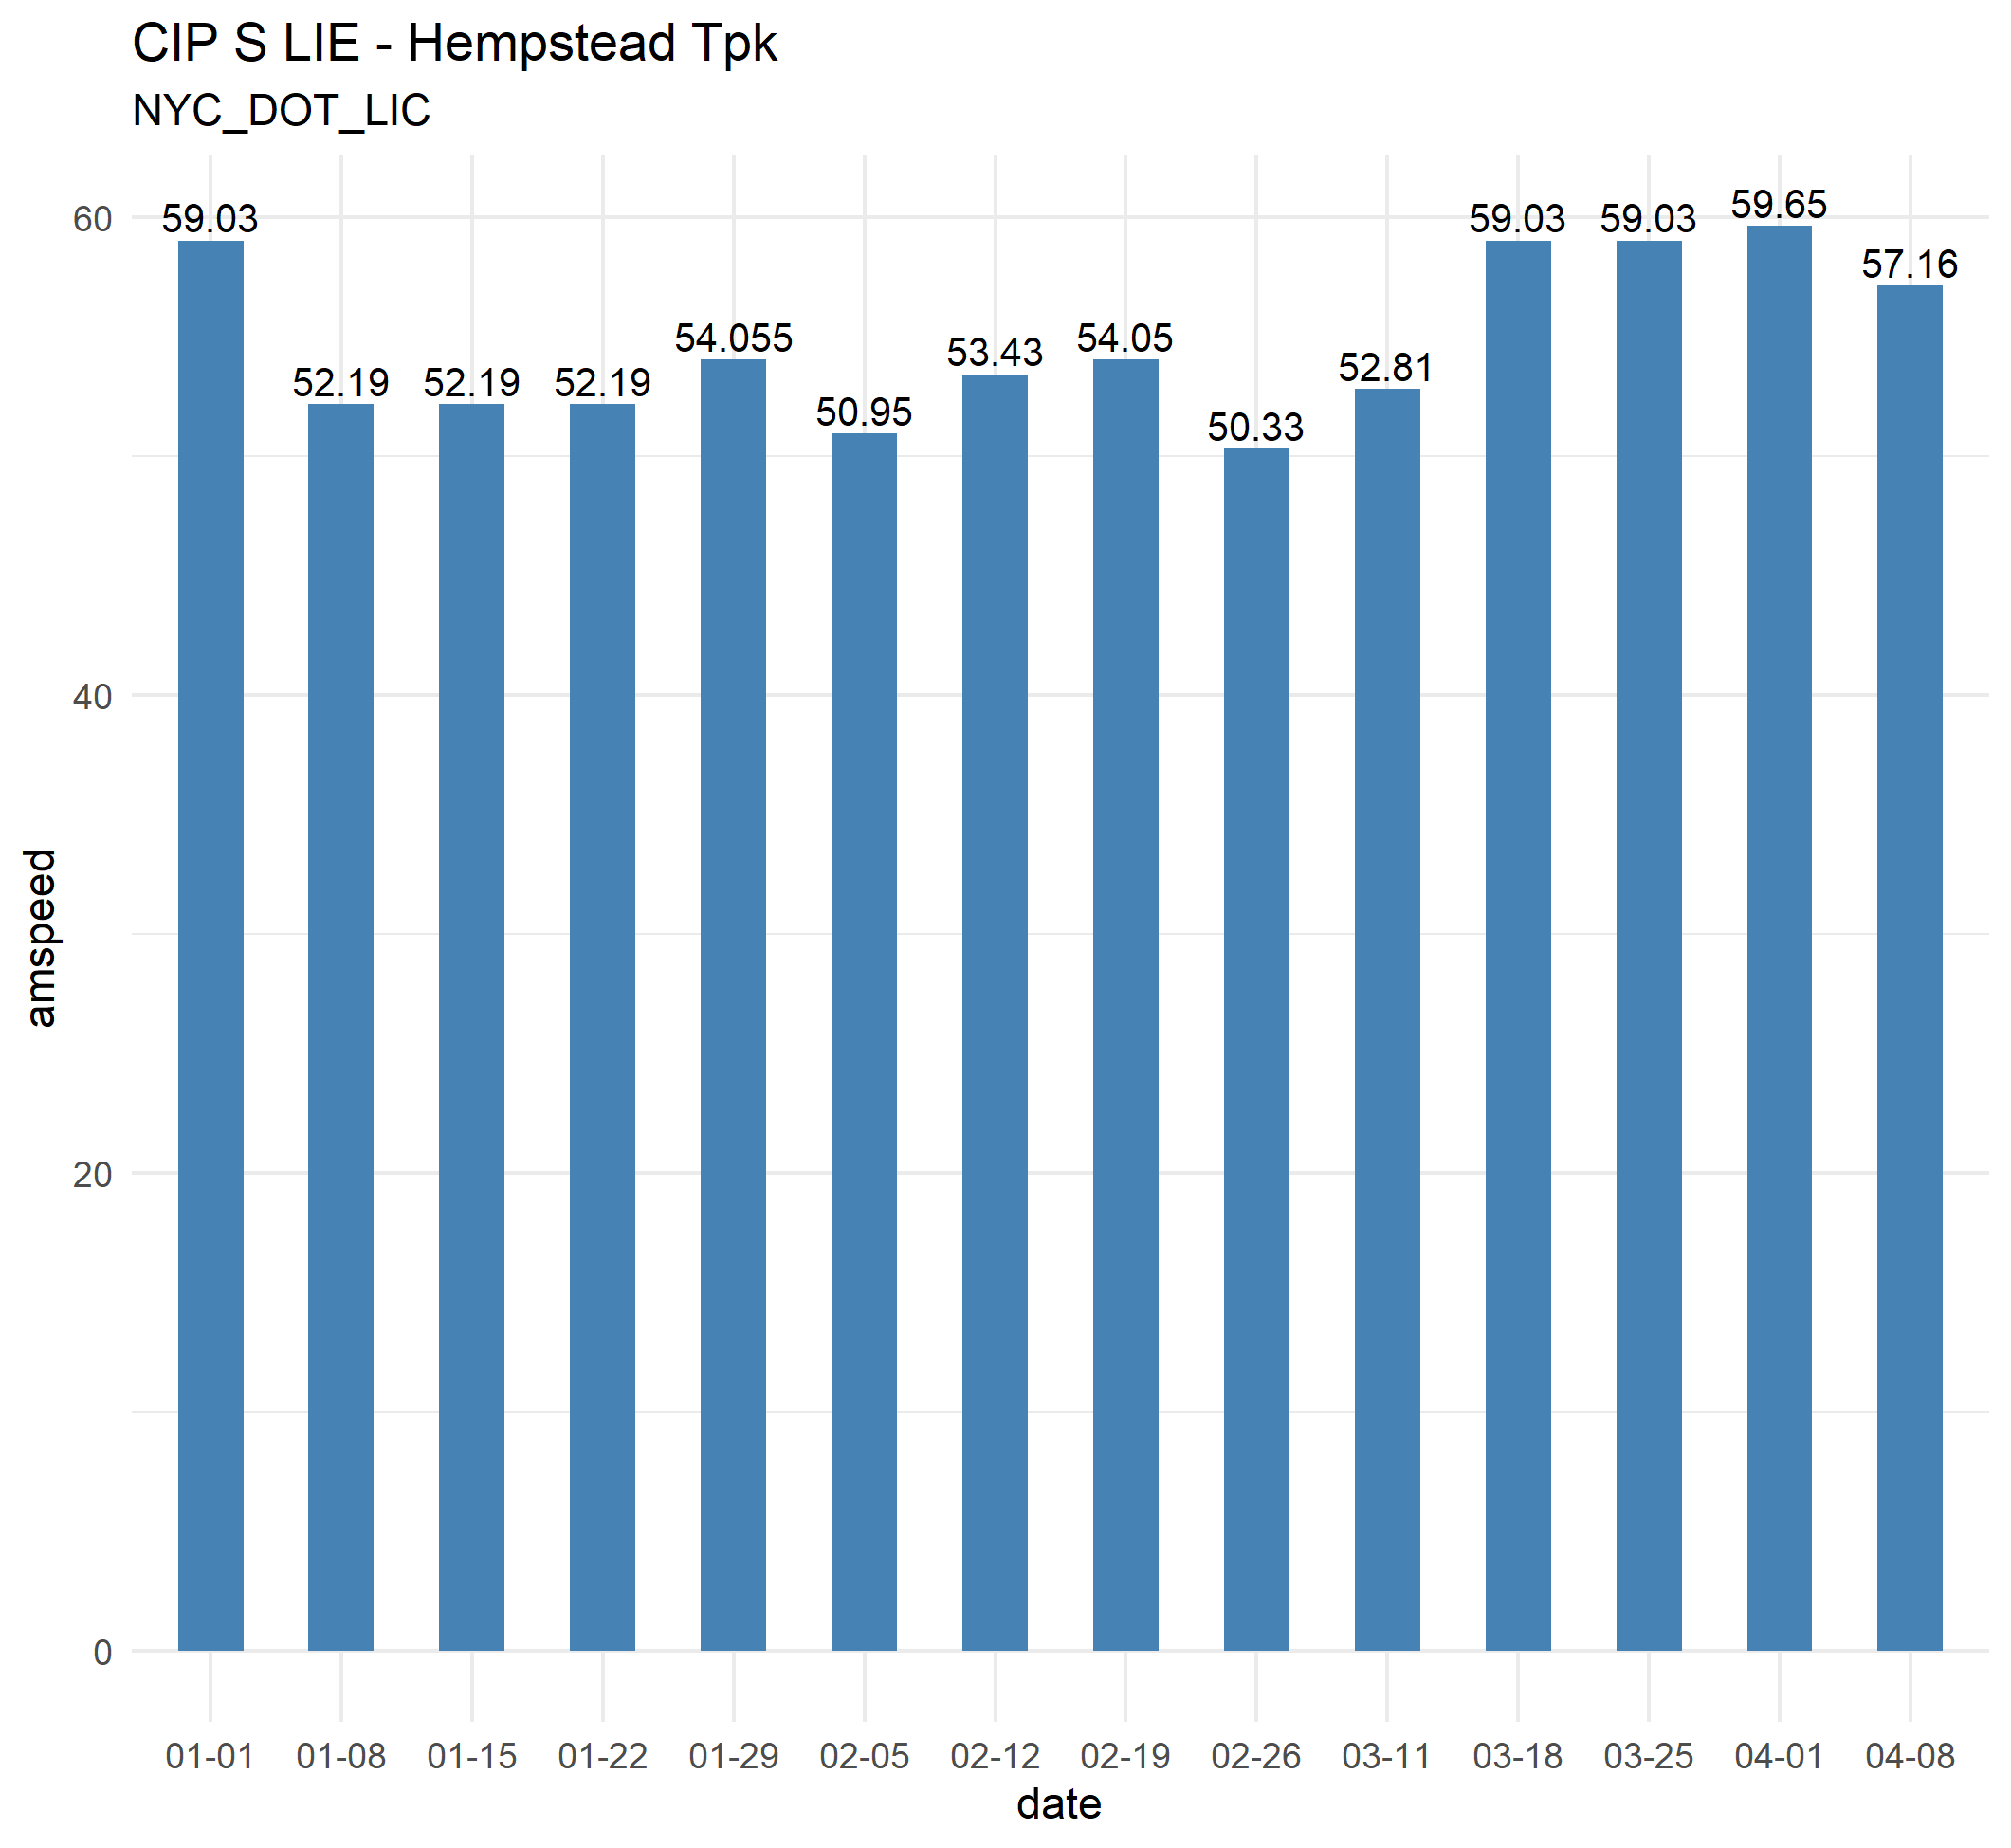 CIP S LIE - Hempstead Tpk
NYC_DOT_LIC
59.03 52.19 52.19 52.19 54.055 50.95 53.43 54.05 50.33 52.81 59.03 59.03 59.65 57.16
60
40
20
0
amspeed
01-01 01-08 01-15 01-22 01-29 02-05 02-12 02-19 02-26 03-11 03-18 03-25 04-01 04-08
date